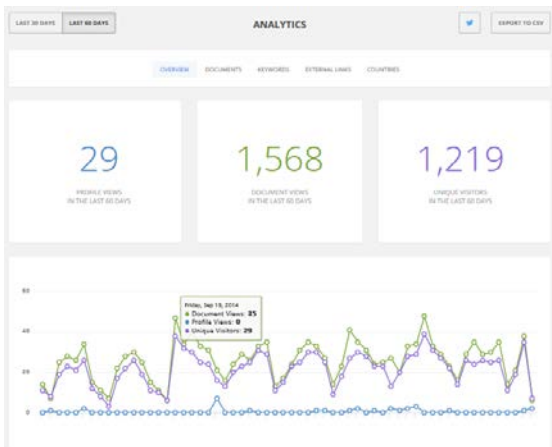 LAST 30 DAYS
LAST 60 DAYS
ANALYTICS
EXPORT TO CSV
OVERVIEW
DOCUMENTS
KEYWORDS
EXTERNAL LINKS
COUNTRIES
29
PROFILE VIEWS
IN THE LAST 60 DAYS
1,568
DOCUMENT VIEWS
IN THE LAST 60 DAYS
1,219
UNIQUE VISITORS
IN THE LAST 60 DAYS
60
40
20
0
Friday, Sep 19, 2014
Document Views: 35
Profile Views: 0
Unique Visitors: 29